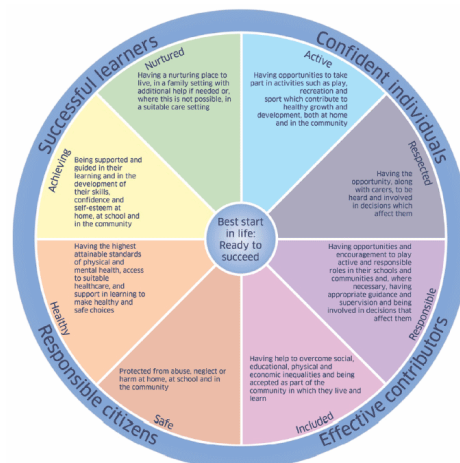 Successful learners
Confident individuals
Nurtured
Having a nurturing place to
live, in a family setting with
additional help if needed or,
where this is not possible, in
a suitable care setting
Active
Having opportunities to take
part in activities such as play,
recreation and
sport which contribute to
healthy growth and
development, both at home
and in the community
Achieving
Being supported and
guided in their
learning and in the
development of
their skills,
confidence and
self-esteem at
home, at school and
in the community
Respected
Having the
opportunity, along
with carers, to be
heard and involved
in decisions which
affect them
Best start
in life:
Ready to
succeed
Healthy
Having the highest
attainable standards
of physical and
mental health, access
to suitable
healthcare, and
support in learning to
make healthy and
safe choices
Responsible
Having opportunities and
encouragement to play
active and responsible
roles in their schools and
communities and, where
necessary, having
appropriate guidance and
supervision and being
involved in decisions that
affect them
Safe
Protected from abuse, neglect or
harm at home, at school and in
the community
Included
Having help to overcome social,
educational, physical and
economic inequalities and being
accepted as part of the
community in which they live and
learn
Responsible citizens
Effective contributors